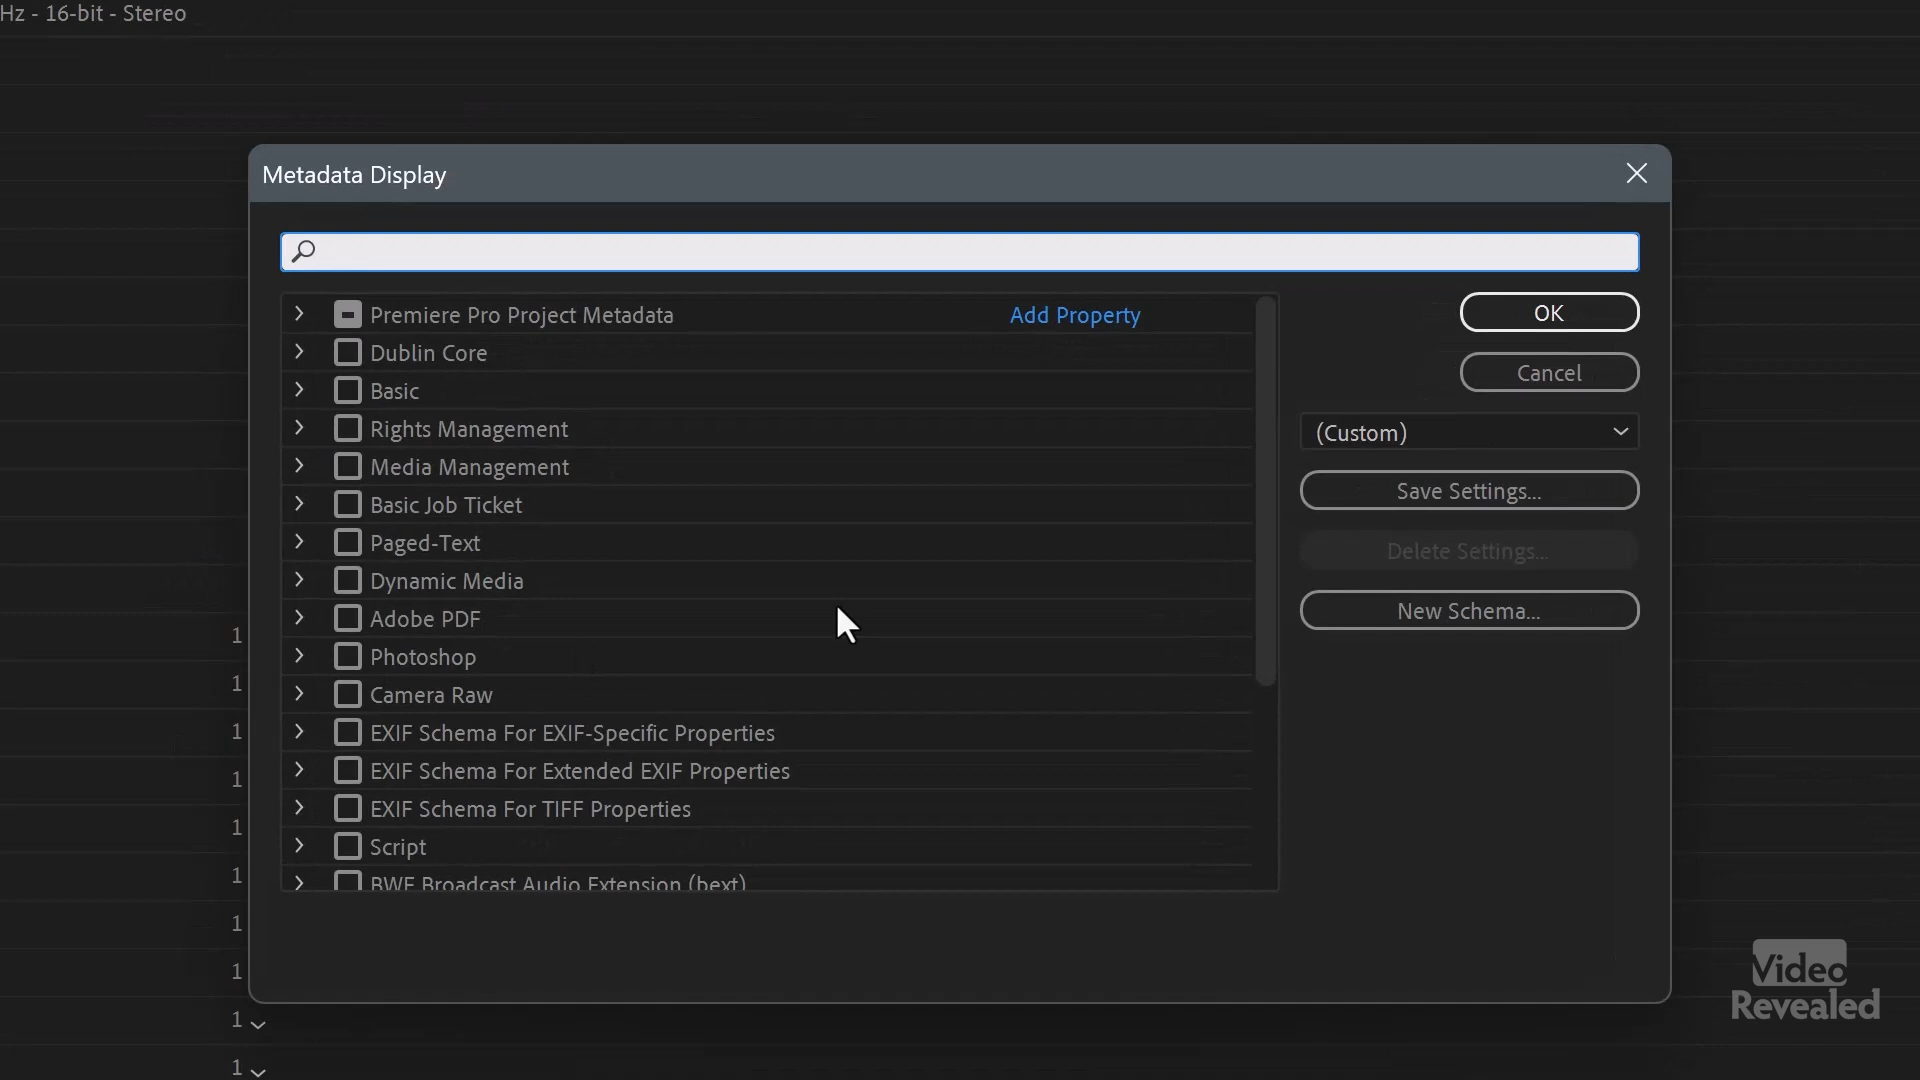 Hz - 16-bit - Stereo
Metadata Display
Premiere Pro Project Metadata
Add Property
Dublin Core
Basic
Rights Management
Media Management
Basic Job Ticket
Paged-Text
Dynamic Media
Adobe PDF
Photoshop
Camera Raw
EXIF Schema For EXIF-Specific Properties
EXIF Schema For Extended EXIF Properties
EXIF Schema For TIFF Properties
Script
BWF Broadcast Audio Extension (bext)
OK
Cancel
(Custom)
Save Settings...
Delete Settings...
New Schema...
1
1
1
1
1
1
1
1
1
1
Video
Revealed